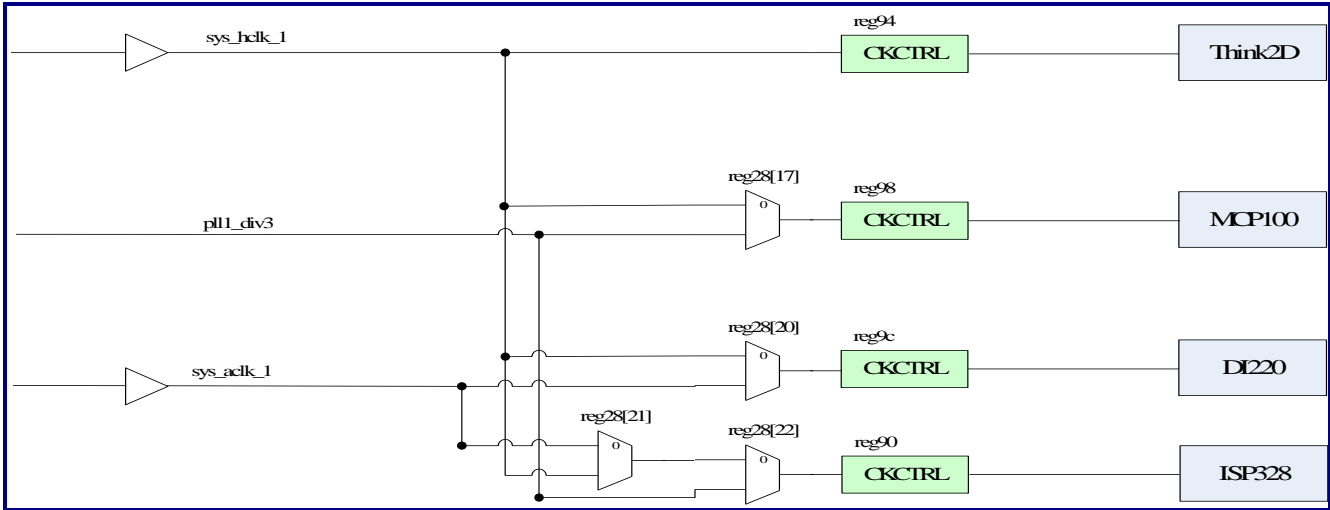 sys_hclk_1
reg94
CKCTRL
Think2D
reg28[17]
0
reg98
CKCTRL
MCP100
pll1_div3
reg28[20]
0
reg9c
CKCTRL
DI220
sys_aclk_1
reg28[21]
0
reg28[22]
0
reg90
CKCTRL
ISP328